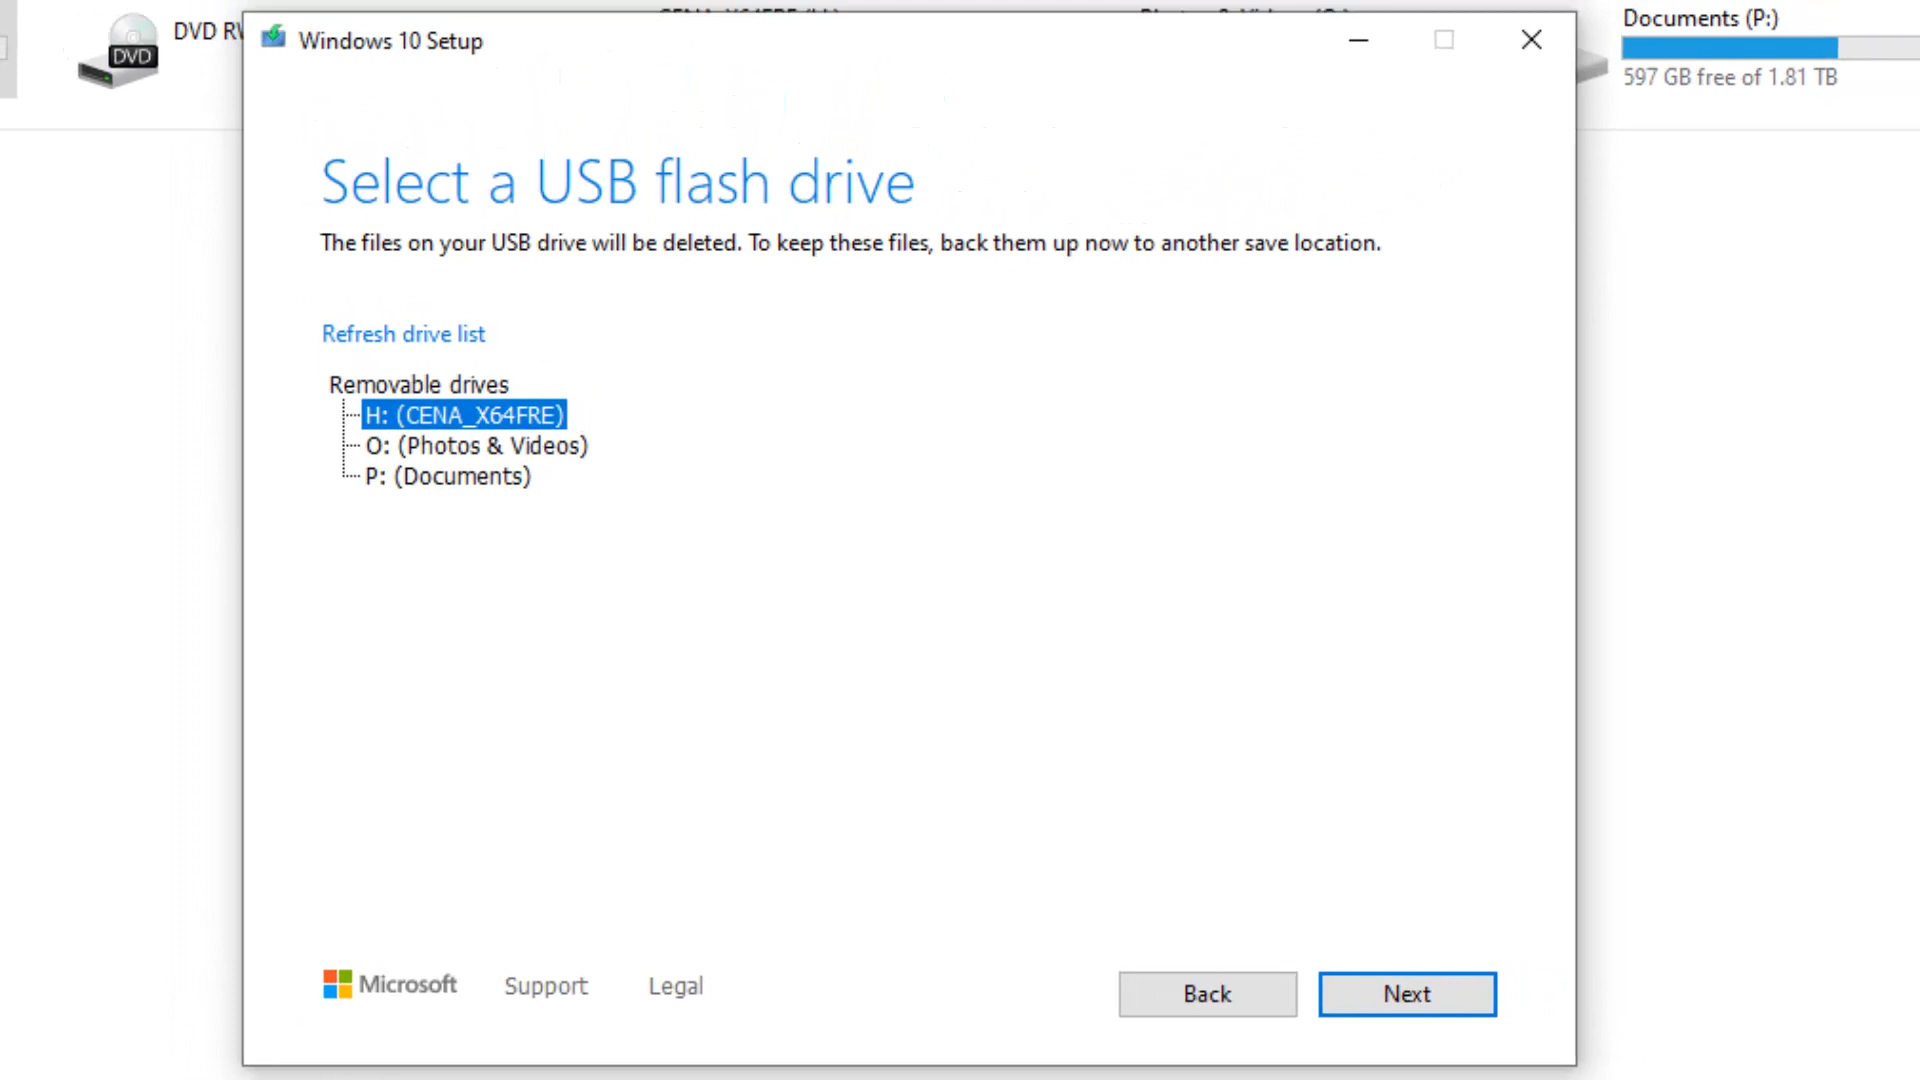 DVD
DVD RW
Windows 10 Setup
Documents (P:)
597 GB free of 1.81 TB
Select a USB flash drive
The files on your USB drive will be deleted. To keep these files, back them up now to another save location.
Refresh drive list
Removable drives
H: (CENA_X64FRE)
O: (Photos & Videos)
P: (Documents)
Microsoft
Support
Legal
Back
Next